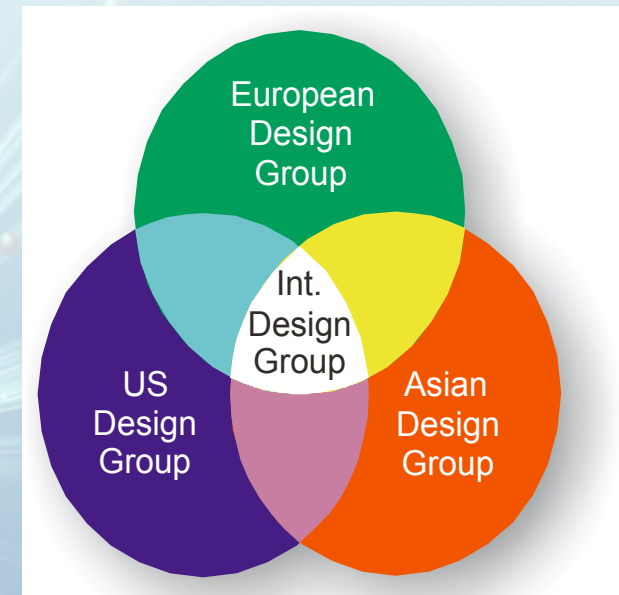 European
Design
Group
Int.
Design
Group
US
Design
Group
Asian
Design
Group